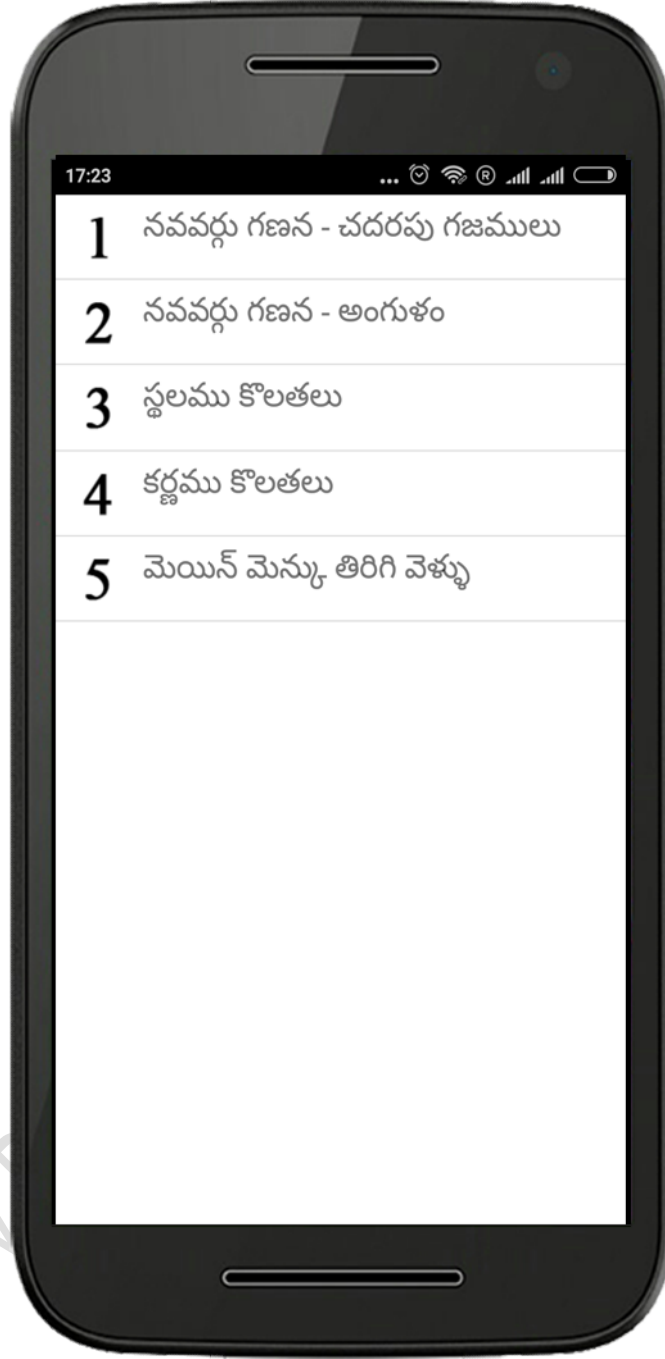 17:23
1 నవవర్గు గణన - చదరపు గజములు
2 నవవర్గు గణన - అంగుళం
3 స్థలము కొలతలు
4 కర్ణము కొలతలు
5 మెయిన్ మెన్కు తిరిగి వెళ్ళు